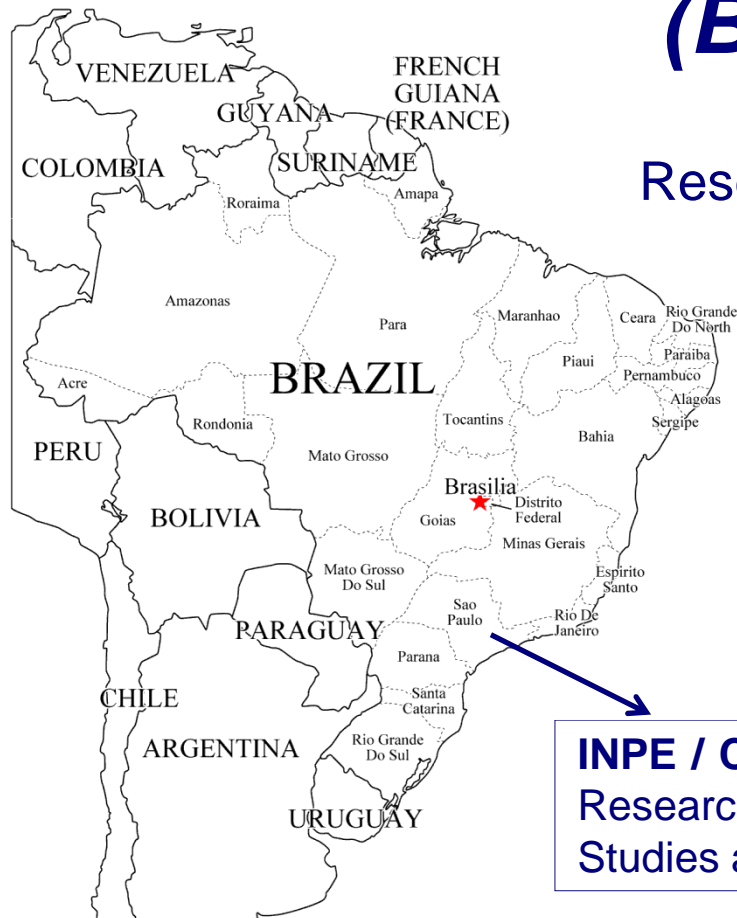 (B
Rese
VENEZUELA
FRENCH
GUIANA
(FRANCE)
GUYANA
SURINAME
COLOMBIA
Roraima
Amapa
Amazonas
Para
Maranhao
Ceara
Rio Grande
Do North
Paraiba
Piaui
Pernambuco
Alagoas
Sergipe
Acre
BRAZIL
Rondonia
Tocantins
Bahia
PERU
Mato Grosso
Brasilia
Distrito
Federal
BOLIVIA
Goias
Minas Gerais
Mato Grosso
Do Sul
Espirito
Santo
Sao
Paulo
Rio De
Janeiro
PARAGUAY
Parana
CHILE
Santa
Catarina
ARGENTINA
Rio Grande
Do Sul
URUGUAY
INPE / C
Researc
Studies a